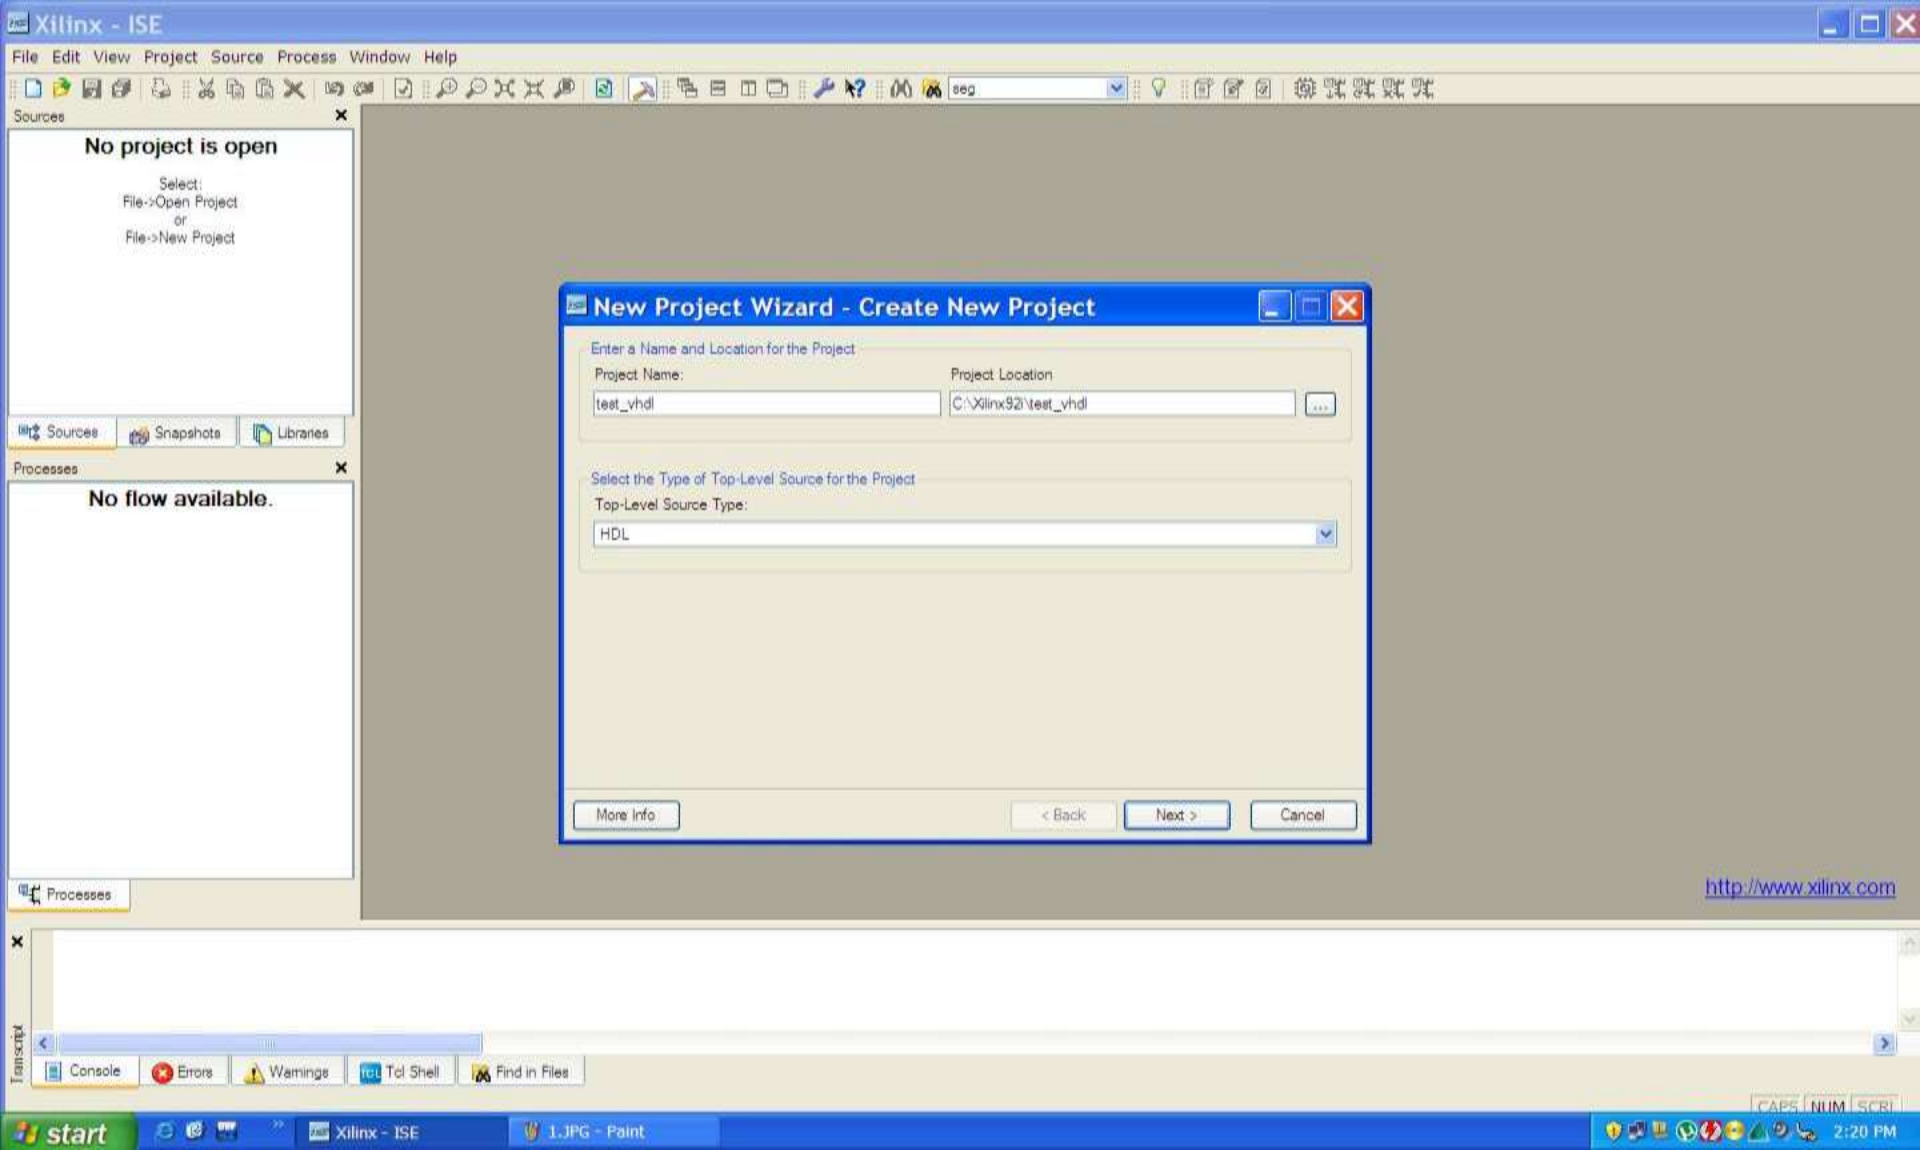 Xilinx - ISE
File Edit View Project Source Process Window Help
seg
Sources
No project is open
Select:
File->Open Project
or
File->New Project
Sources Snapshots Libraries
Processes
No flow available.
Processes
New Project Wizard - Create New Project
Enter a Name and Location for the Project
Project Name: Project Location
test_vhdl C:\Xilinx92i\test_vhdl ...
Select the Type of Top-Level Source for the Project
Top-Level Source Type:
HDL
More Info < Back Next > Cancel
http://www.xilinx.com
Transcript
Console Errors Warnings Tcl Shell Find in Files
CAPS NUM SCRL
start Xilinx - ISE 1.JPG - Paint 2:20 PM